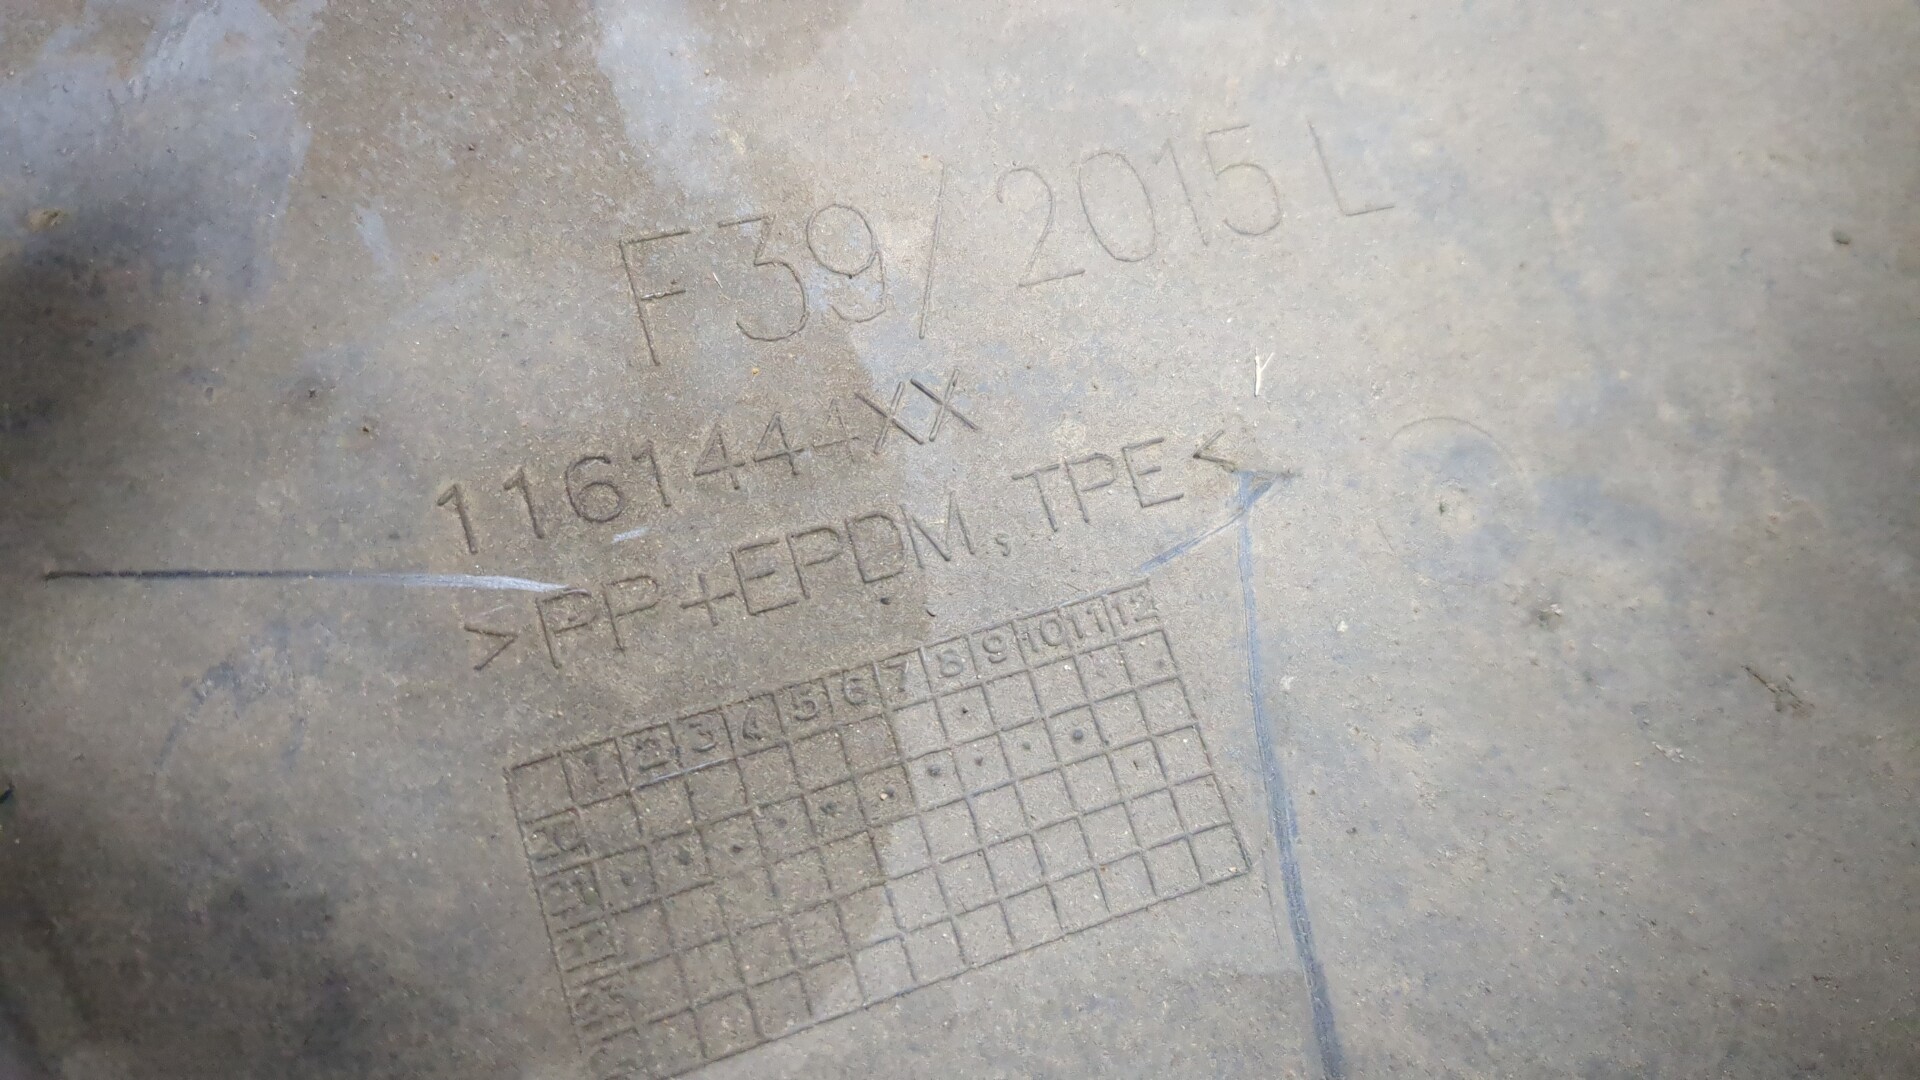 F39/2015 L
1161444XX
>PP+EPDM, TPE<
1 2 3 4 5 6 7 8 9 10 11 12